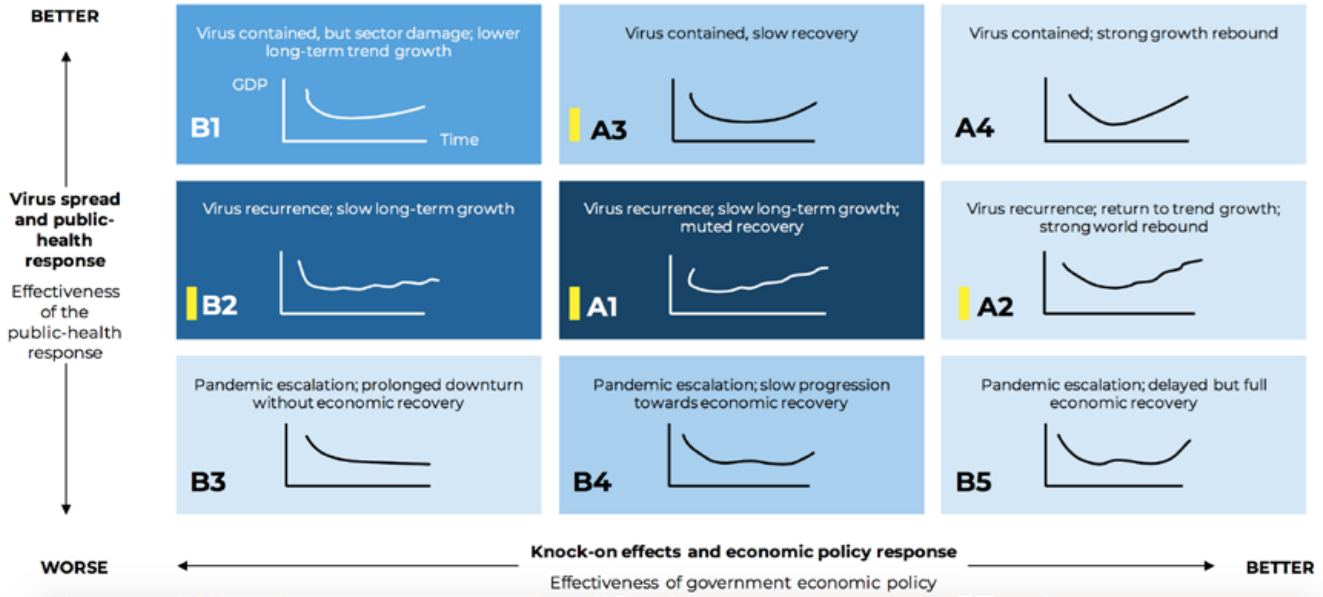 BETTER
Virus spread
and public-
health
response
Effectiveness
of the
public-health
response
WORSE
Virus contained, but sector damage; lower
long-term trend growth
GDP
Time
B1
Virus contained, slow recovery
A3
Virus contained; strong growth rebound
A4
Virus recurrence; slow long-term growth
B2
Virus recurrence; slow long-term growth;
muted recovery
A1
Virus recurrence; return to trend growth;
strong world rebound
A2
Pandemic escalation; prolonged downturn
without economic recovery
B3
Pandemic escalation; slow progression
towards economic recovery
B4
Pandemic escalation; delayed but full
economic recovery
B5
Knock-on effects and economic policy response
Effectiveness of government economic policy
BETTER